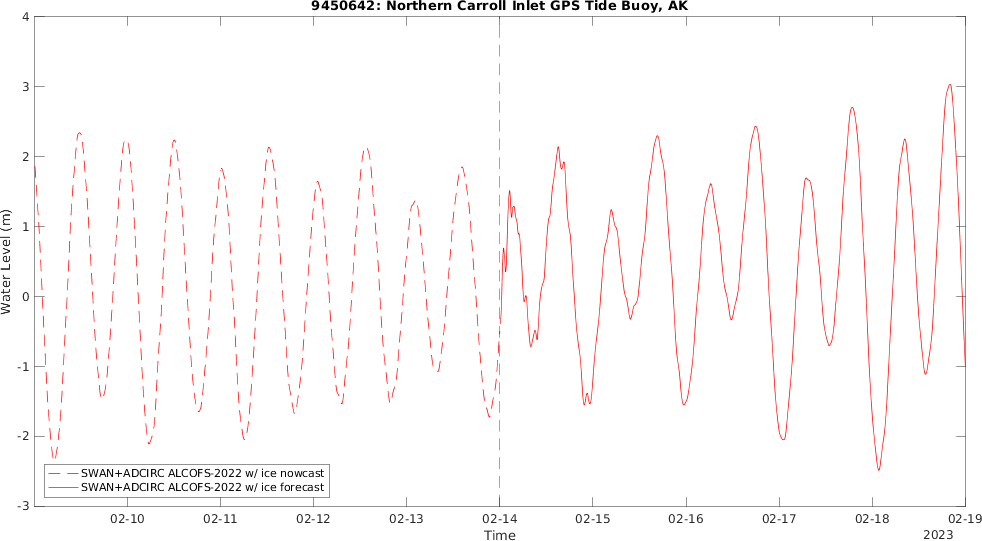 9450642: Northern Carroll Inlet GPS Tide Buoy, AK
4
3
2
1
0
-1
-2
-3
Water Level (m)
SWAN+ADCIRC ALCOFS-2022 w/ ice nowcast
SWAN+ADCIRC ALCOFS-2022 w/ ice forecast
02-10 02-11 02-12 02-13 02-14 02-15 02-16 02-17 02-18 02-19
Time
2023